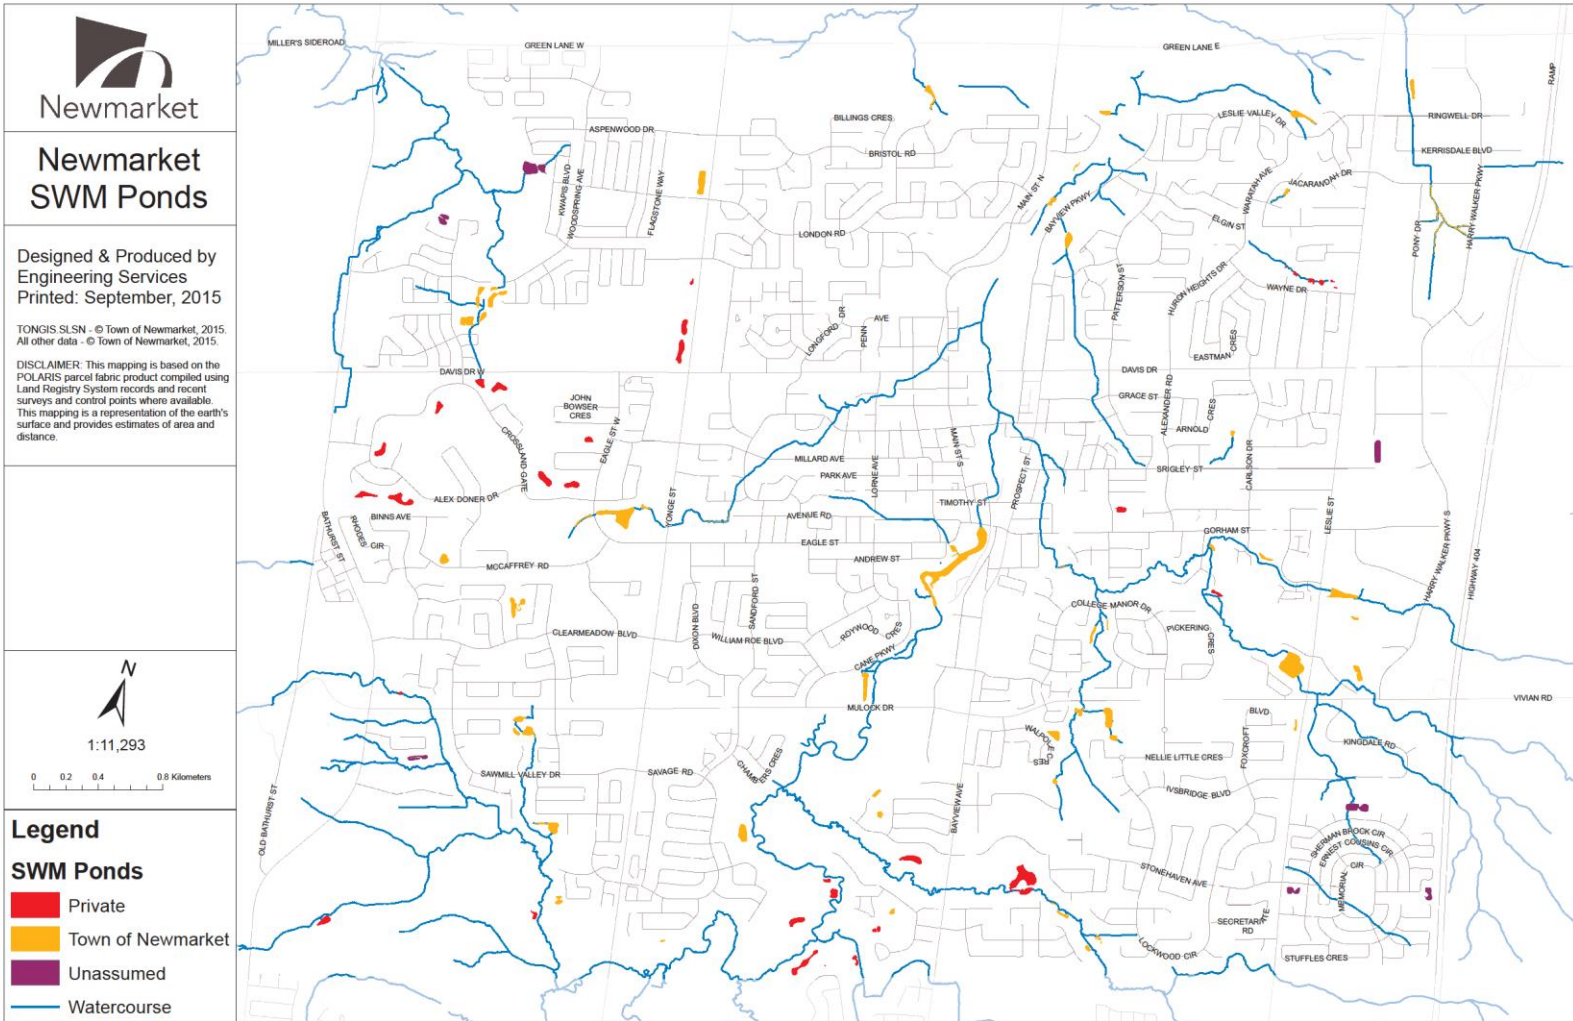 Newmarket
Newmarket
SWM Ponds
Designed & Produced by
Engineering Services
Printed: September, 2015
TONGIS.SLSN - © Town of Newmarket, 2015.
All other data - © Town of Newmarket, 2015.
DISCLAIMER: This mapping is based on the
POLARIS parcel fabric product compiled using
Land Registry System records and recent
surveys and control points where available.
This mapping is a representation of the earth's
surface and provides estimates of area and
distance.
N
1:11,293
0 0.2 0.4 0.8 Kilometers
Legend
SWM Ponds
Private
Town of Newmarket
Unassumed
Watercourse
MILLER'S SIDEROAD
GREEN LANE W
GREEN LANE E
RAMP
ASPENWOOD DR
BILLINGS CRES
LESLIE VALLEY DR
RINGWELL DR
BRISTOL RD
KERRISDALE BLVD
KWAPIS BLVD
WOODSPRING AVE
FLAGSTONE WAY
MAIN ST N
BAYVIEW PKWY
WARATAH AVE
JACARANDAH DR
HARRY WALKER PKWY
LONDON RD
ELGIN ST
PONY DR
PATTERSON ST
HURON HEIGHTS DR
WAYNE DR
LONGFORD DR
PENN AVE
EASTMAN CRES
DAVIS DR W
DAVIS DR
GRACE ST
ALEXANDER RD
JOHN
BOWSER
CRES
EAGLE ST W
CROSSLAND GATE
ARNOLD CRES
MAIN ST S
MILLARD AVE
PARK AVE
LORNE AVE
PROSPECT ST
SRIGLEY ST
CARLSON DR
ALEX DONER DR
YONGE ST
TIMOTHY ST
LESLIE ST
BINNS AVE
AVENUE RD
BATHURST ST
RHODES CIR
EAGLE ST
GORHAM ST
HARRY WALKER PKWY S
HIGHWAY 404
ANDREW ST
MCCAFFREY RD
SANDFORD ST
DIXON BLVD
COLLEGE MANOR DR
CLEARMEADOW BLVD
WILLIAM ROE BLVD
ROYWOOD CRES
PICKERING CRES
CANE PKWY
VIVIAN RD
MULOCK DR
BLVD
FOXCROFT
WALPOLE CRES
KINGDALE RD
NELLIE LITTLE CRES
SAWMILL VALLEY DR
SAVAGE RD
CHAMBERS CRES
IVSBRIDGE BLVD
OLD BATHURST ST
BAYVIEW AVE
SHERMAN BROCK CIR
ERNEST COUSINS CIR
STONEHAVEN AVE
MEMORIAL CIR
SECRETARIATE
RD
LOCKWOOD CIR
STUFFLES CRES